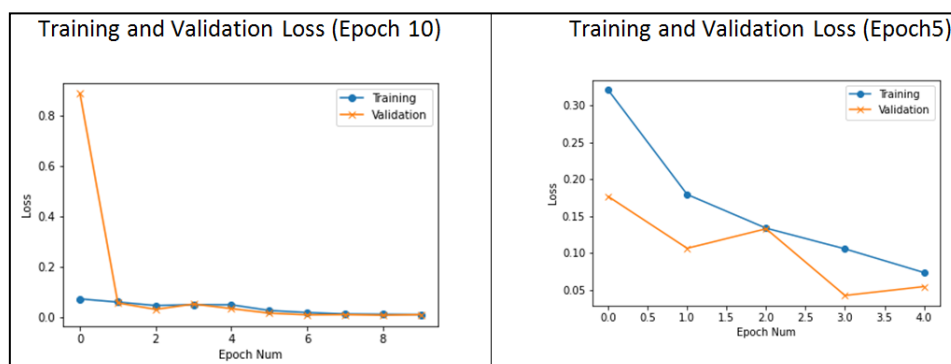 Training and Validation Loss (Epoch 10)
Training
Validation
0.8
0.6
0.4
0.2
0.0
Loss
0 2 4 6 8
Epoch Num
Training and Validation Loss (Epoch5)
Training
Validation
0.30
0.25
0.20
0.15
0.10
0.05
Loss
0.0 0.5 1.0 1.5 2.0 2.5 3.0 3.5 4.0
Epoch Num